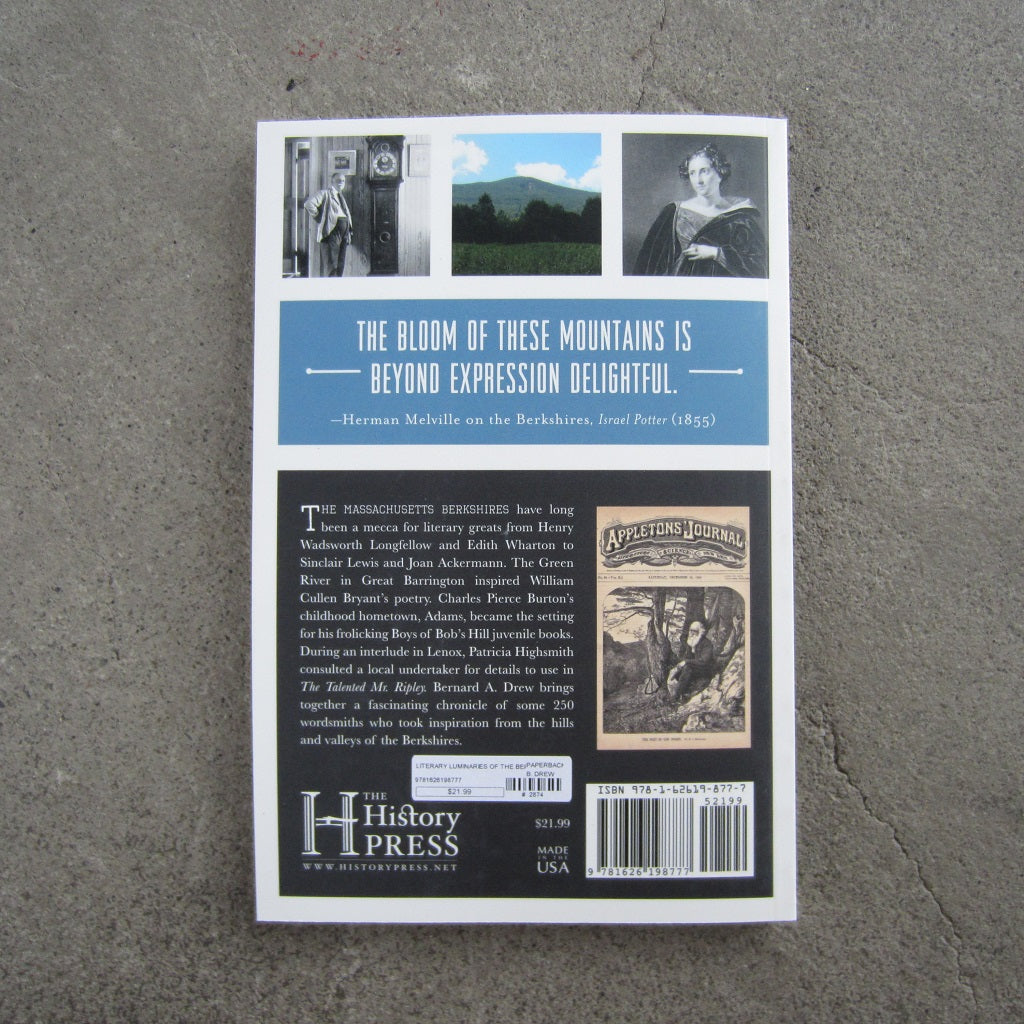 THE BLOOM OF THESE MOUNTAINS IS
BEYOND EXPRESSION DELIGHTFUL.
—Herman Melville on the Berkshires, Israel Potter (1855)
THE MASSACHUSETTS BERKSHIRES have long
been a mecca for literary greats from Henry
Wadsworth Longfellow and Edith Wharton to
Sinclair Lewis and Joan Ackermann. The Green
River in Great Barrington inspired William
Cullen Bryant's poetry. Charles Pierce Burton's
childhood hometown, Adams, became the setting
for his frolicking Boys of Bob's Hill juvenile books.
During an interlude in Lenox, Patricia Highsmith
consulted a local undertaker for details to use in
The Talented Mr. Ripley. Bernard A. Drew brings
together a fascinating chronicle of some 250
wordsmiths who took inspiration from the hills
and valleys of the Berkshires.
APPLETONS' JOURNAL
LITERARY LUMINARIES OF THE BE PAPERBACK
B. DREW
9781626198777
$21.99
# 2874
THE
History
PRESS
WWW.HISTORYPRESS.NET
$21.99
MADE
IN THE
USA
ISBN 978-1-62619-877-7
52199
9 781626 198777